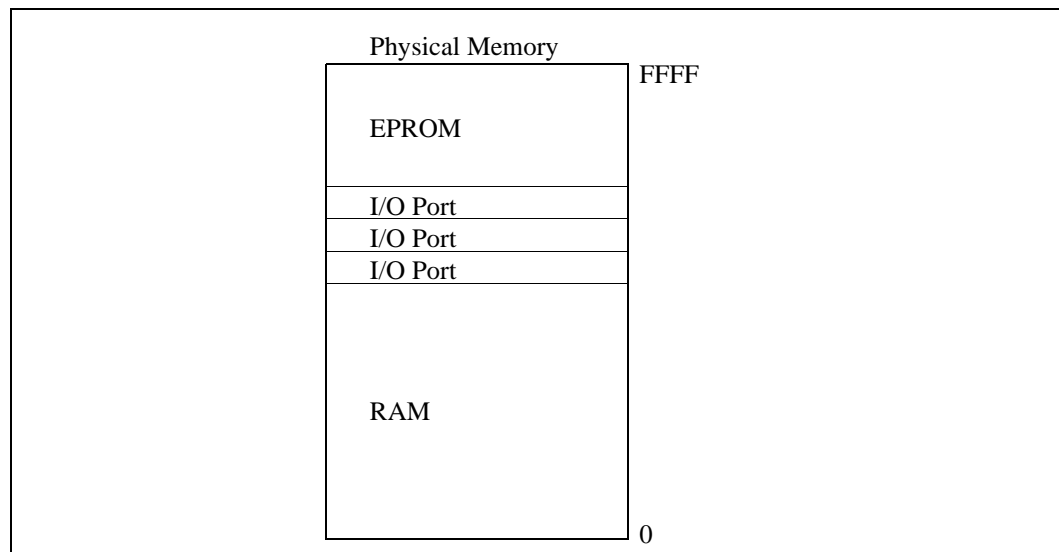 Physical Memory
FFFF
EPROM
I/O Port
I/O Port
I/O Port
RAM
0